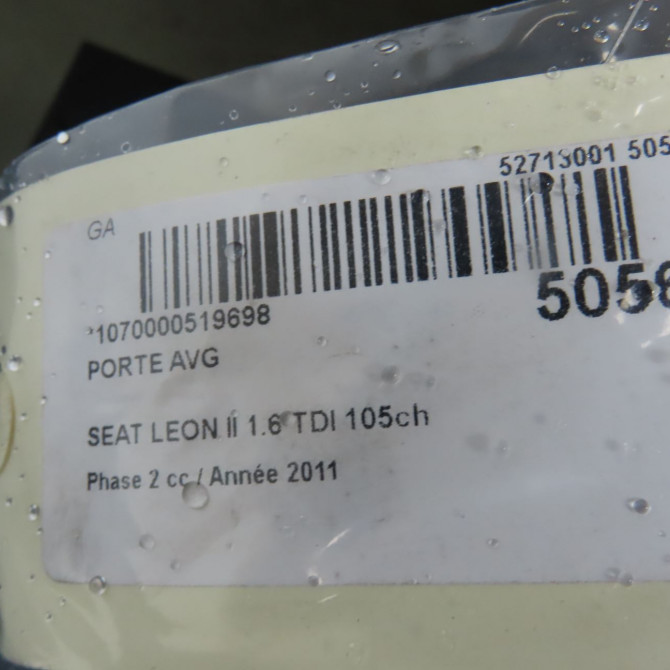 52713001 505
GA
5058
*1070000519698
PORTE AVG
SEAT LEON II 1.6 TDI 105ch
Phase 2 cc / Année 2011